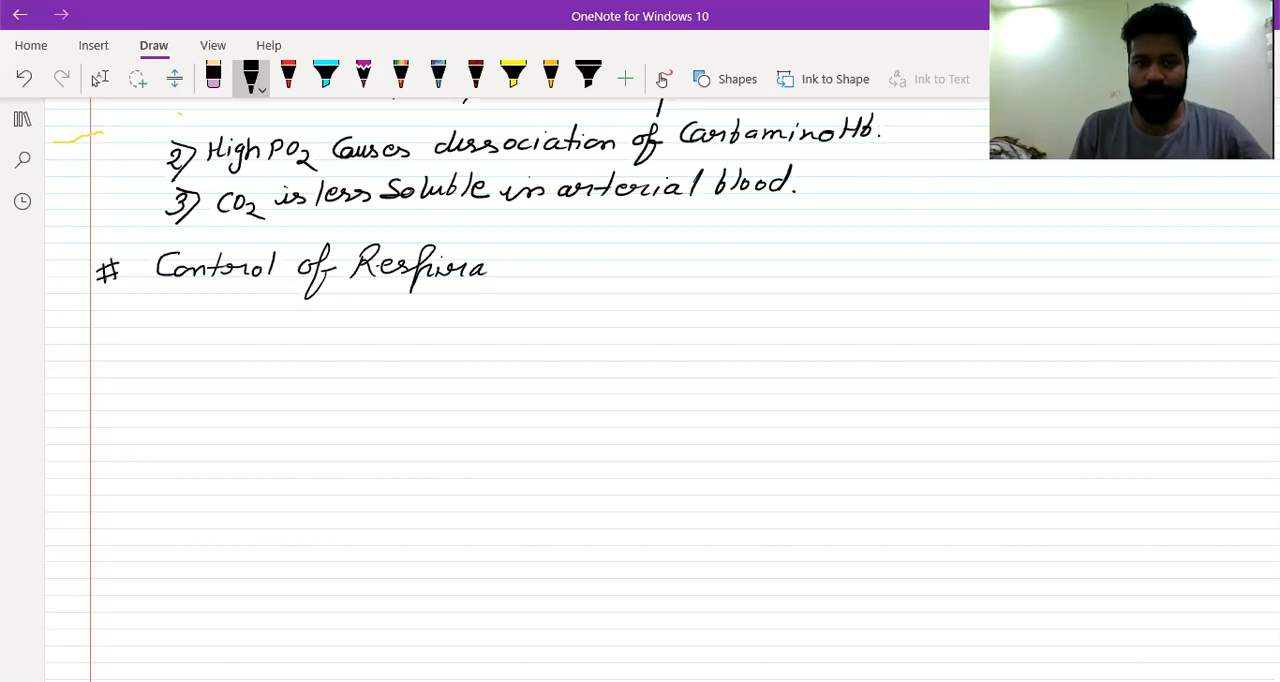 OneNote for Windows 10
Home Insert Draw View Help
Shapes Ink to Shape Ink to Text
2) High PO2 Causes dissociation of CarbaminoHb.
3) CO2 is less Soluble in arterial blood.
# Control of Respira